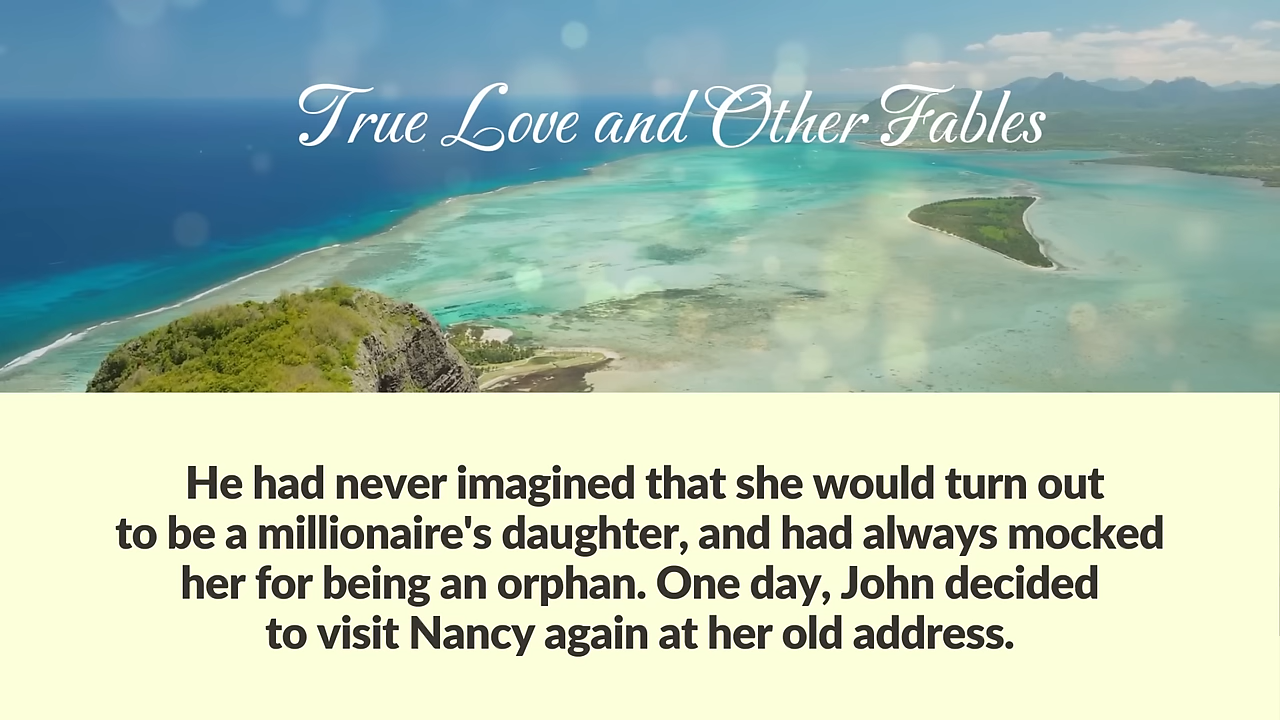 True Love and Other Fables
He had never imagined that she would turn out
to be a millionaire's daughter, and had always mocked
her for being an orphan. One day, John decided
to visit Nancy again at her old address.